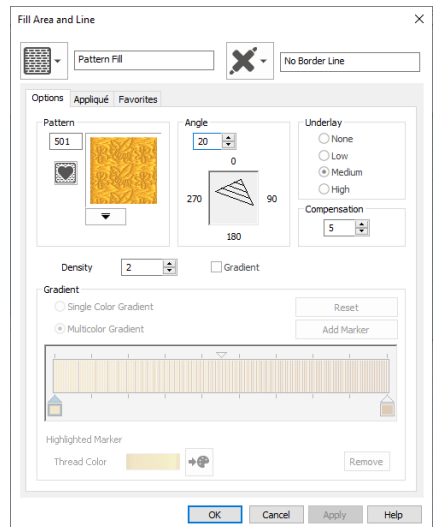 Fill Area and Line
Pattern Fill
No Border Line
Options Appliqué Favorites
Pattern
501
Angle
20
0
270
90
180
Underlay
None
Low
Medium
High
Compensation
5
Density 2
Gradient
Gradient
Single Color Gradient
Reset
Multicolor Gradient
Add Marker
Highlighted Marker
Thread Color
Remove
OK Cancel Apply Help